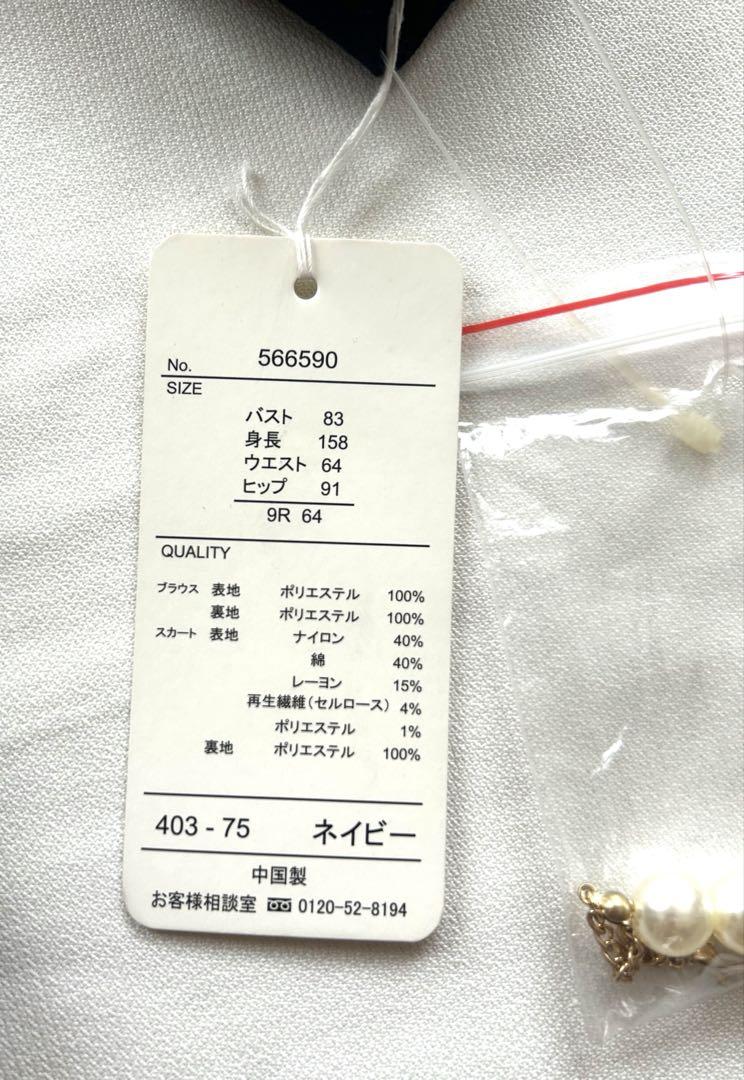 No. 566590
SIZE
バスト 83
身長 158
ウエスト 64
ヒップ 91
9R 64
QUALITY
ブラウス 表地 ポリエステル 100%
裏地 ポリエステル 100%
スカート 表地 ナイロン 40%
綿 40%
レーヨン 15%
再生繊維(セルロース) 4%
ポリエステル 1%
裏地 ポリエステル 100%
403 - 75 ネイビー
中国製
お客様相談室 0120-52-8194